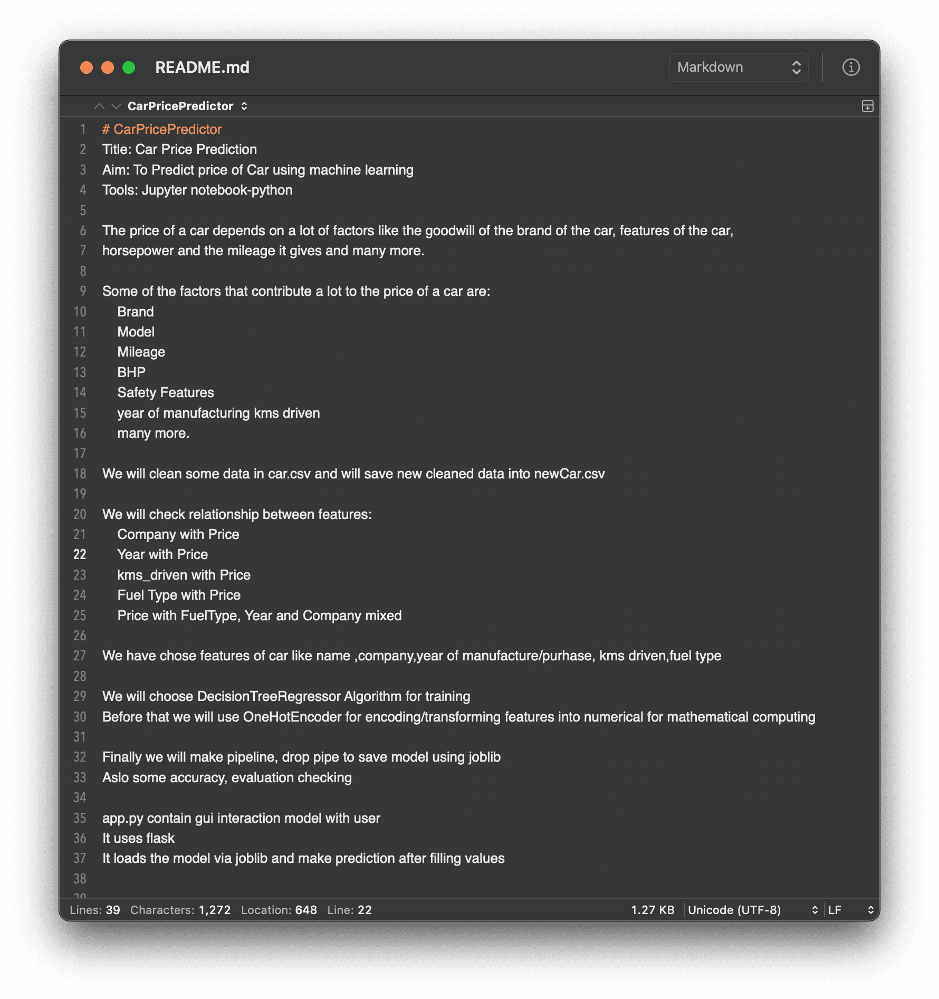 README.md
Markdown
CarPricePredictor
1 # CarPricePredictor
2 Title: Car Price Prediction
3 Aim: To Predict price of Car using machine learning
4 Tools: Jupyter notebook-python
5
6 The price of a car depends on a lot of factors like the goodwill of the brand of the car, features of the car,
7 horsepower and the mileage it gives and many more.
8
9 Some of the factors that contribute a lot to the price of a car are:
10 Brand
11 Model
12 Mileage
13 BHP
14 Safety Features
15 year of manufacturing kms driven
16 many more.
17
18 We will clean some data in car.csv and will save new cleaned data into newCar.csv
19
20 We will check relationship between features:
21 Company with Price
22 Year with Price
23 kms_driven with Price
24 Fuel Type with Price
25 Price with FuelType, Year and Company mixed
26
27 We have chose features of car like name ,company,year of manufacture/purhase, kms driven,fuel type
28
29 We will choose DecisionTreeRegressor Algorithm for training
30 Before that we will use OneHotEncoder for encoding/transforming features into numerical for mathematical computing
31
32 Finally we will make pipeline, drop pipe to save model using joblib
33 Aslo some accuracy, evaluation checking
34
35 app.py contain gui interaction model with user
36 It uses flask
37 It loads the model via joblib and make prediction after filling values
38
39
Lines: 39 Characters: 1,272 Location: 648 Line: 22 1.27 KB Unicode (UTF-8) LF